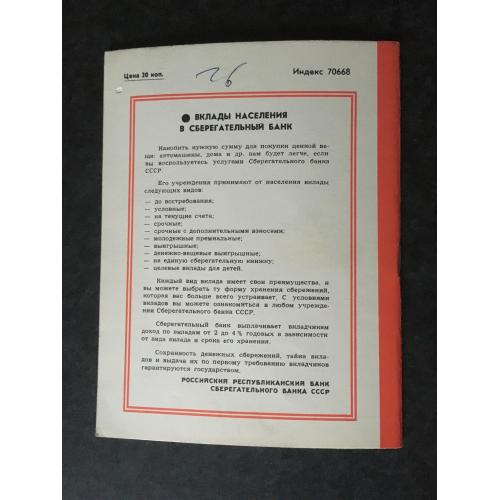 Цена 20 коп.
Индекс 70668
● ВКЛАДЫ НАСЕЛЕНИЯ
В СБЕРЕГАТЕЛЬНЫЙ БАНК
Накопить нужную сумму для покупки ценной ве-
щи: автомашины, дома и др. вам будет легче, если
вы воспользуетесь услугами Сберегательного банка
СССР.
Его учреждения принимают от населения вклады
следующих видов:
— до востребования;
— условные;
— на текущие счета;
— срочные;
— срочные с дополнительными взносами;
— молодежные премиальные;
— выигрышные;
— денежно-вещевые выигрышные;
— на единую сберегательную книжку;
— целевые вклады для детей.
Каждый вид вклада имеет свои преимущества, и
вы можете выбрать ту форму хранения сбережений,
которая вас больше всего устраивает. С условиями
вкладов вы можете ознакомиться в любом учрежде-
нии Сберегательного банка СССР.
Сберегательный банк выплачивает вкладчикам
доход по вкладам от 2 до 4 % годовых в зависимости
от вида вклада и срока его хранения.
Сохранность денежных сбережений, тайна вкла-
дов и выдача их по первому требованию вкладчиков
гарантируются государством.
РОССИЙСКИЙ РЕСПУБЛИКАНСКИЙ БАНК
СБЕРЕГАТЕЛЬНОГО БАНКА СССР